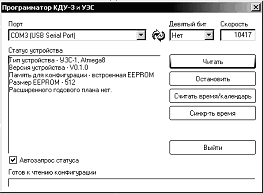 Программатор КДУ-3 и УЗС
Порт
Девятый бит
Скорость
COM3 (USB Serial Port)
Нет
10417
Статус устройства
Тип устройства - УЗС-1, Atmega8
Версия устройства - V0.1.0
Память для конфигурации - встроенная EEPROM
Размер EEPROM - 512
Расширенного годового плана нет.
Читать
Остановить
Считать время/календарь
Синхр-ть время
Выйти
Автозапрос статуса
Готов к чтению конфигурации